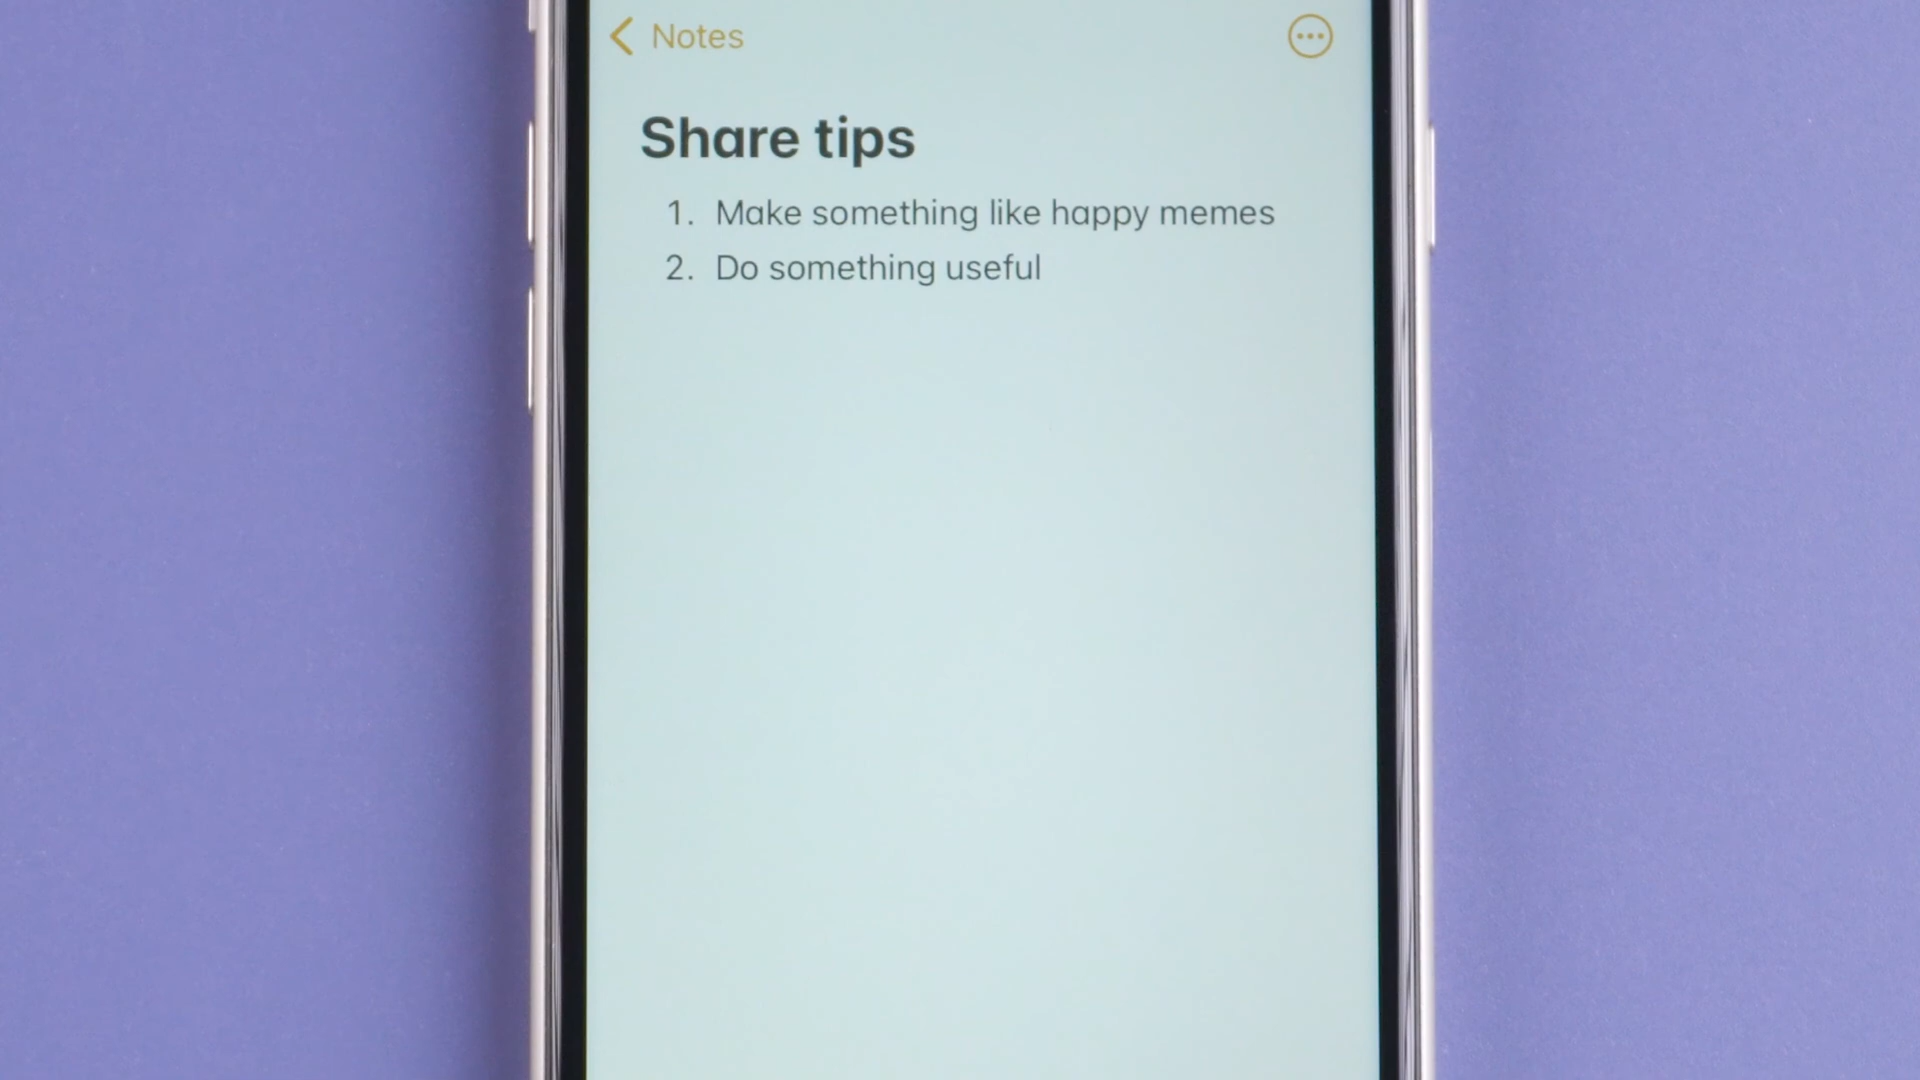 Notes
Share tips
1. Make something like happy memes
2. Do something useful